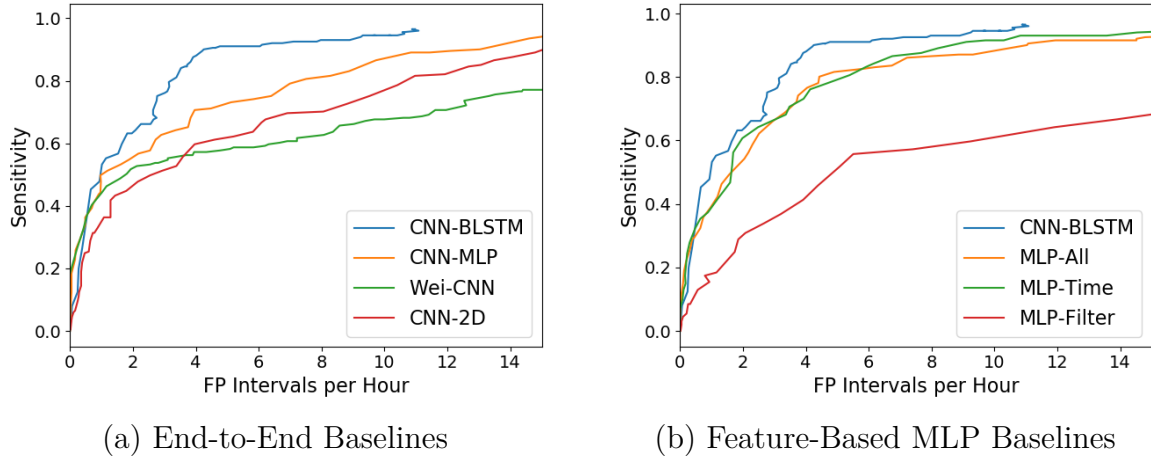 1.0
0.8
0.6
0.4
0.2
0.0
Sensitivity
0 2 4 6 8 10 12 14
FP Intervals per Hour
CNN-BLSTM
CNN-MLP
Wei-CNN
CNN-2D
(a) End-to-End Baselines
1.0
0.8
0.6
0.4
0.2
0.0
Sensitivity
0 2 4 6 8 10 12 14
FP Intervals per Hour
CNN-BLSTM
MLP-All
MLP-Time
MLP-Filter
(b) Feature-Based MLP Baselines